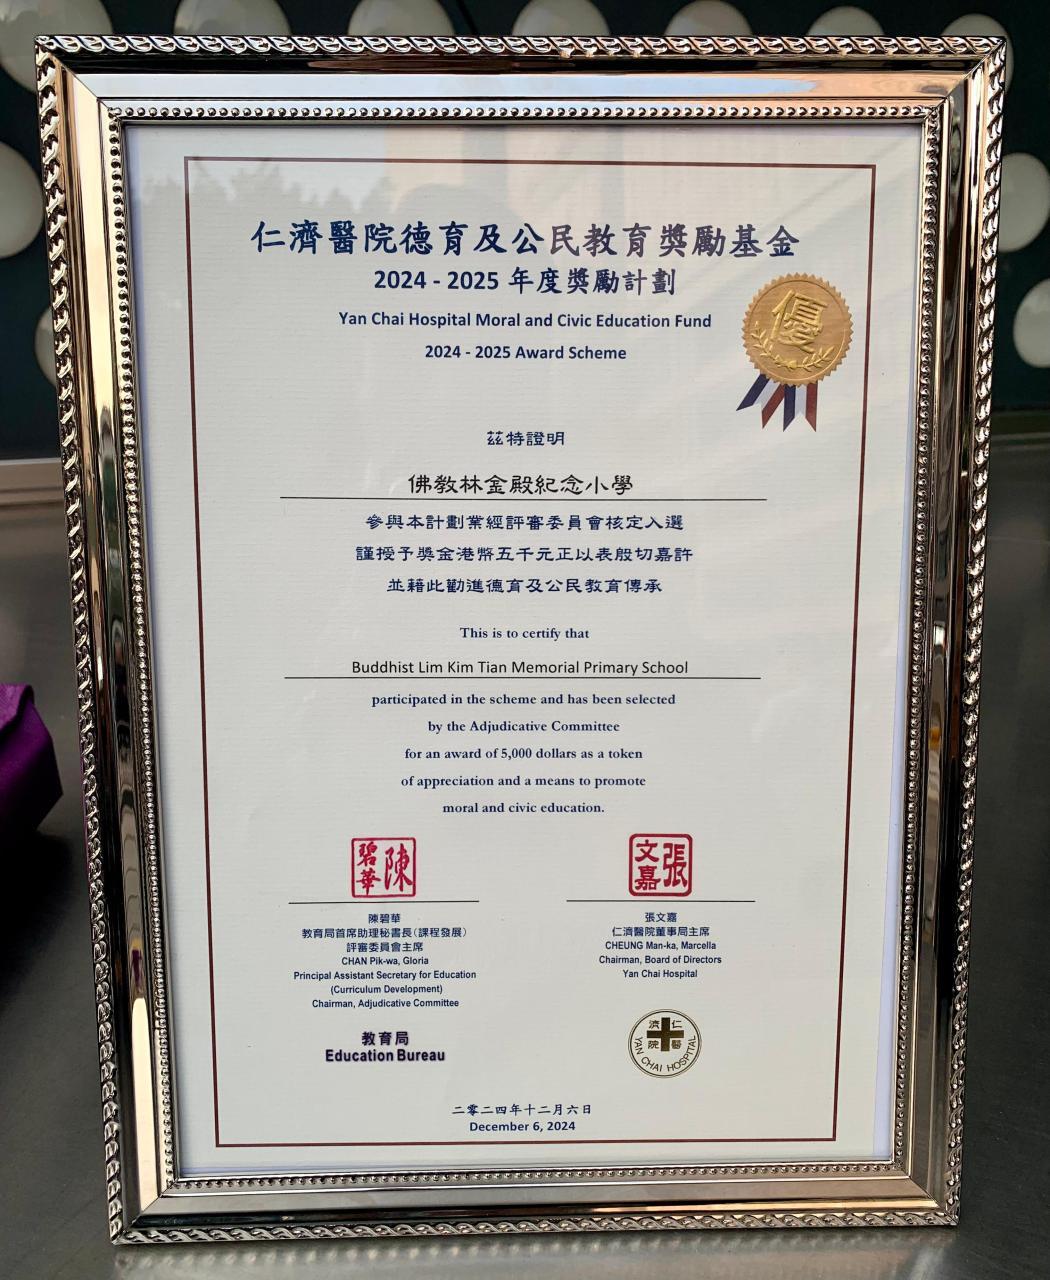 仁濟醫院德育及公民教育獎勵基金
2024 - 2025 年度獎勵計劃
Yan Chai Hospital Moral and Civic Education Fund
2024 - 2025 Award Scheme
優
茲特證明
佛教林金殿紀念小學
參與本計劃業經評審委員會核定入選
謹授予獎金港幣五千元正以表殷切嘉許
並藉此勸進德育及公民教育傳承
This is to certify that
Buddhist Lim Kim Tian Memorial Primary School
participated in the scheme and has been selected
by the Adjudicative Committee
for an award of 5,000 dollars as a token
of appreciation and a means to promote
moral and civic education.
陳碧華
陳碧華
教育局首席助理秘書長(課程發展)
評審委員會主席
CHAN Pik-wa, Gloria
Principal Assistant Secretary for Education
(Curriculum Development)
Chairman, Adjudicative Committee
教育局
Education Bureau
張文嘉
張文嘉
仁濟醫院董事局主席
CHEUNG Man-ka, Marcella
Chairman, Board of Directors
Yan Chai Hospital
仁濟醫院
YAN CHAI HOSPITAL
二零二四年十二月六日
December 6, 2024